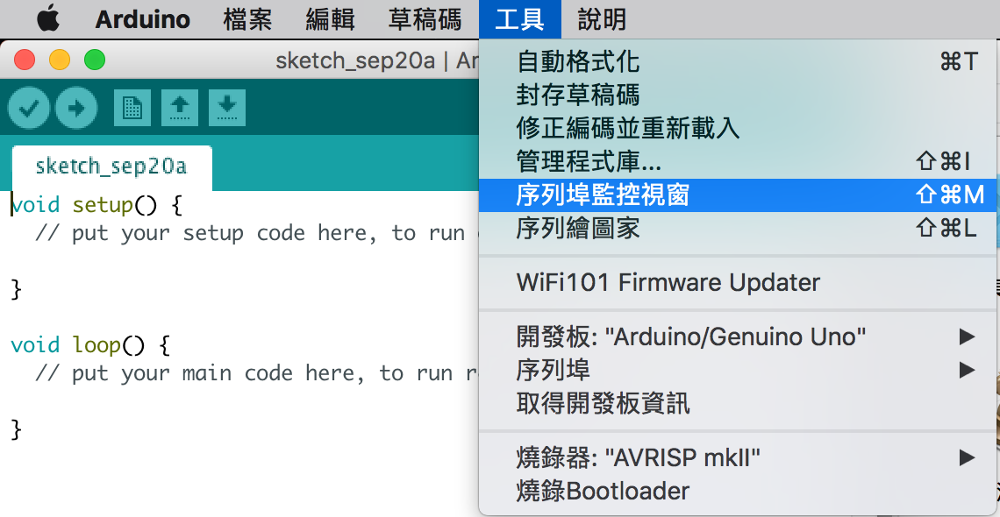 Arduino 檔案 編輯 草稿碼 工具 說明
sketch_sep20a | Ar
sketch_sep20a
void setup() {
// put your setup code here, to run
}
void loop() {
// put your main code here, to run r
}
自動格式化 ⌘T
封存草稿碼
修正編碼並重新載入
管理程式庫... ⇧⌘I
序列埠監控視窗 ⇧⌘M
序列繪圖家 ⇧⌘L
WiFi101 Firmware Updater
開發板: "Arduino/Genuino Uno"
序列埠
取得開發板資訊
燒錄器: "AVRISP mkII"
燒錄Bootloader